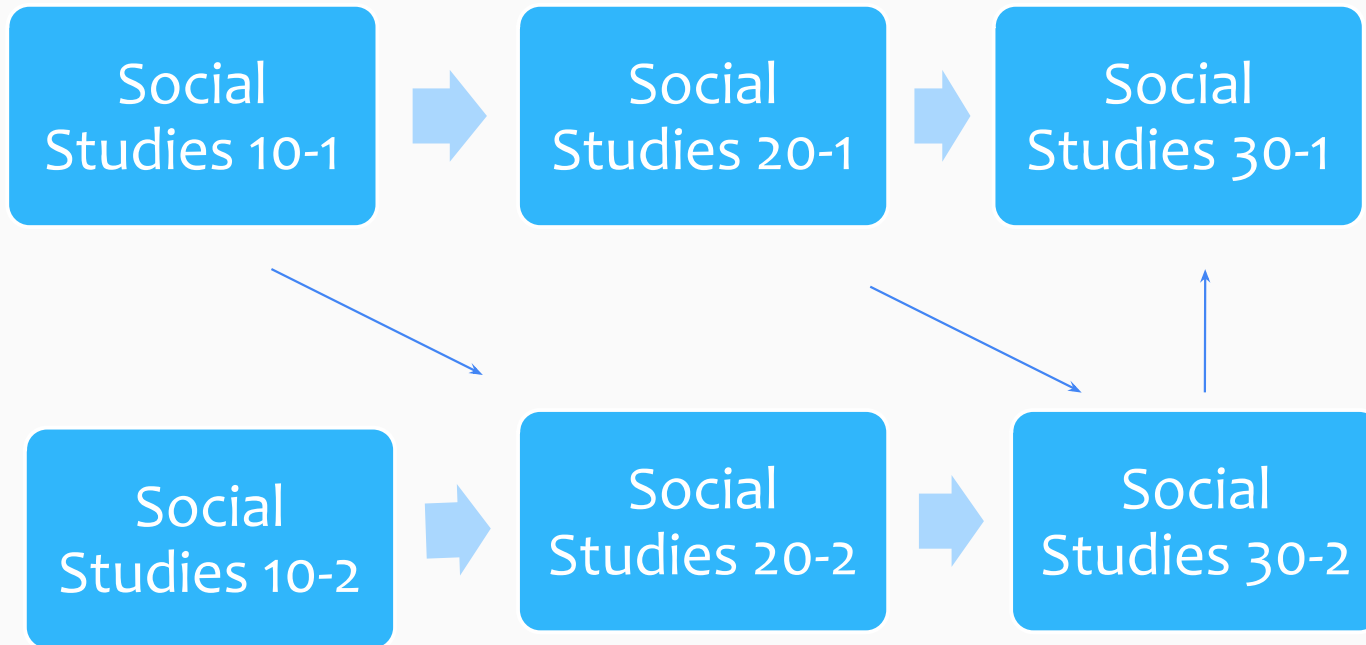 Social
Studies 10-1
Social
Studies 20-1
Social
Studies 30-1
Social
Studies 10-2
Social
Studies 20-2
Social
Studies 30-2